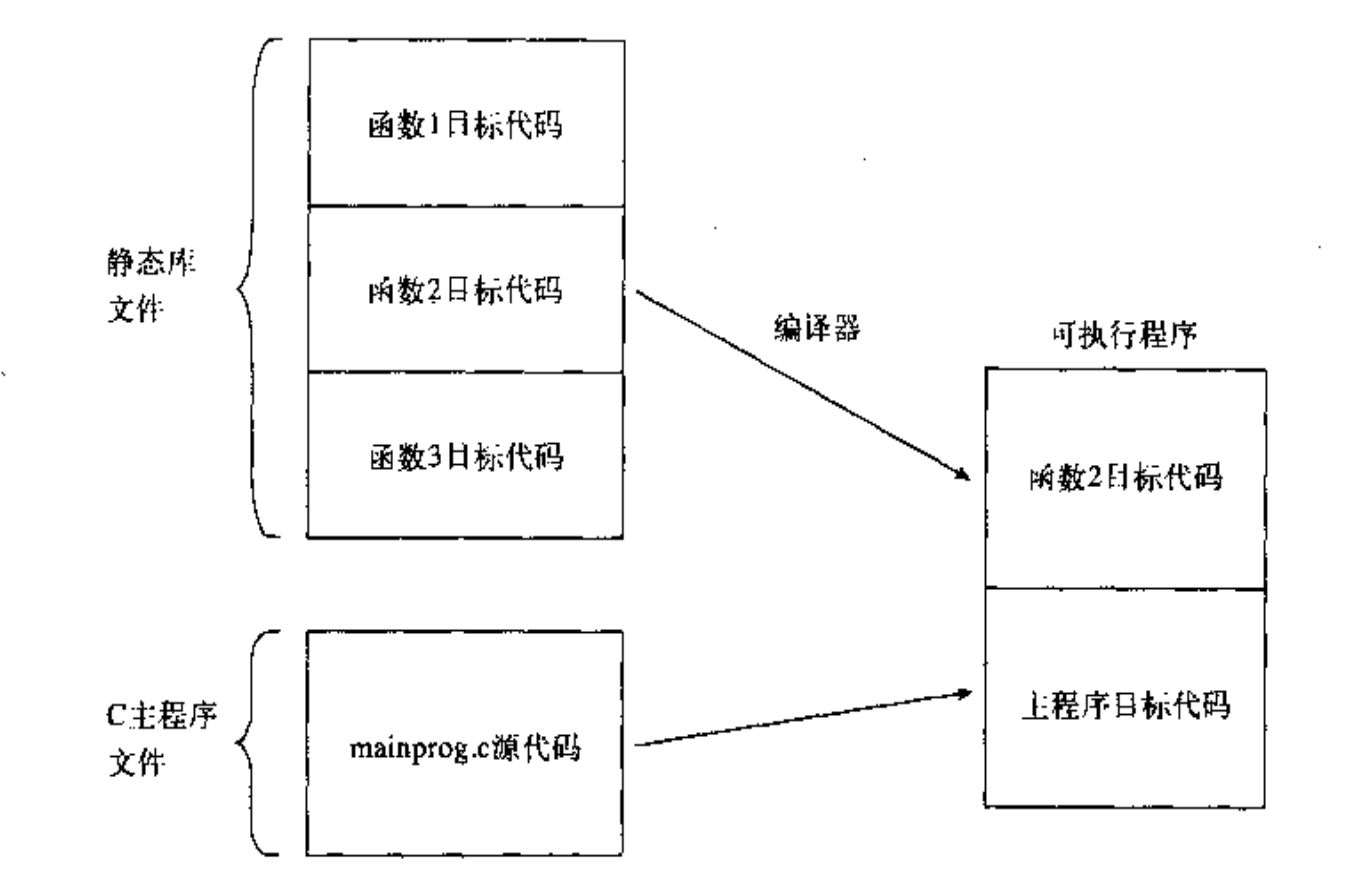 函数1目标代码
静态库
文件
函数2目标代码
编译器
可执行程序
函数3目标代码
函数2目标代码
C主程序
文件
mainprog.c源代码
主程序目标代码